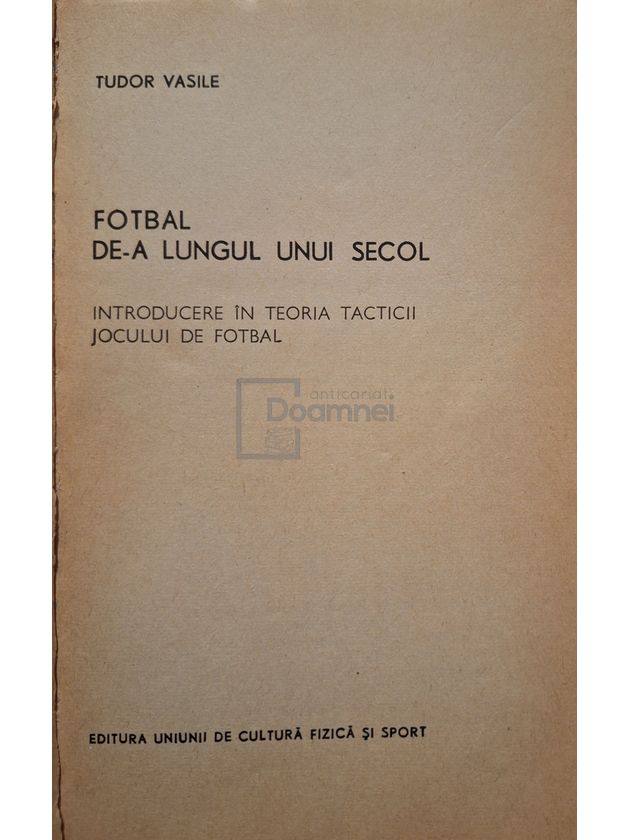 TUDOR VASILE
FOTBAL
DE-A LUNGUL UNUI SECOL
INTRODUCERE ÎN TEORIA TACTICII
JOCULUI DE FOTBAL
anticariat
Doamnei
EDITURA UNIUNII DE CULTURĂ FIZICĂ ŞI SPORT